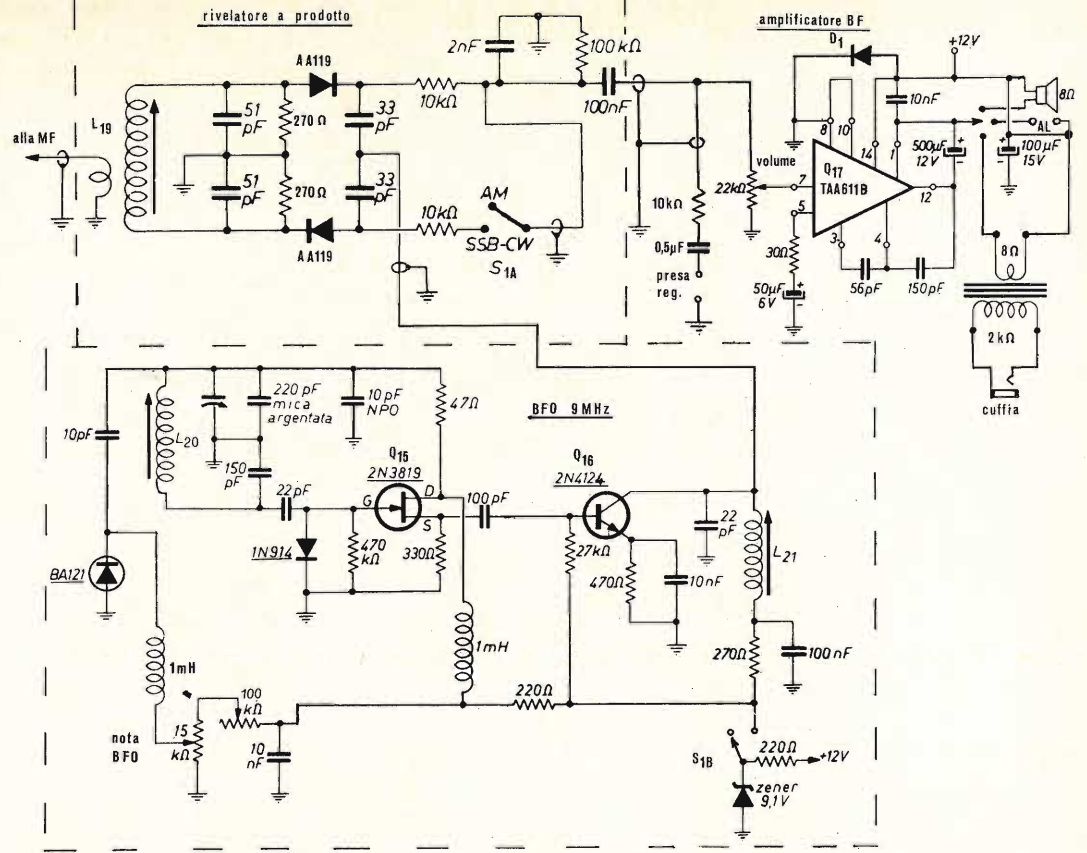 rivelatore a prodotto
amplificatore BF
alla MF
L19
51 pF
51 pF
270 Ω
270 Ω
AA119
AA119
33 pF
33 pF
10kΩ
10kΩ
2nF
100 kΩ
100nF
AM
SSB-CW
S1A
10kΩ
0,5µF
presa reg.
volume
22kΩ
D1
+12V
10nF
8
10
14
1
7
5
3
4
12
Q17
TAA611B
30Ω
50µF
6V
56pF
150pF
500µF
12V
AL
100µF
15V
8Ω
8Ω
2kΩ
cuffia
BFO 9MHz
10pF
L20
220 pF
mica
argentata
10pF
NPO
47Ω
150 pF
22pF
Q15
2N3819
G
D
S
100pF
Q16
2N4124
BA121
1N914
470 kΩ
330Ω
27kΩ
470Ω
10nF
22 pF
L21
1mH
1mH
270Ω
100nF
220Ω
nota
BFO
15 kΩ
100 kΩ
10 nF
S1B
220Ω
+12V
zener
9,1V